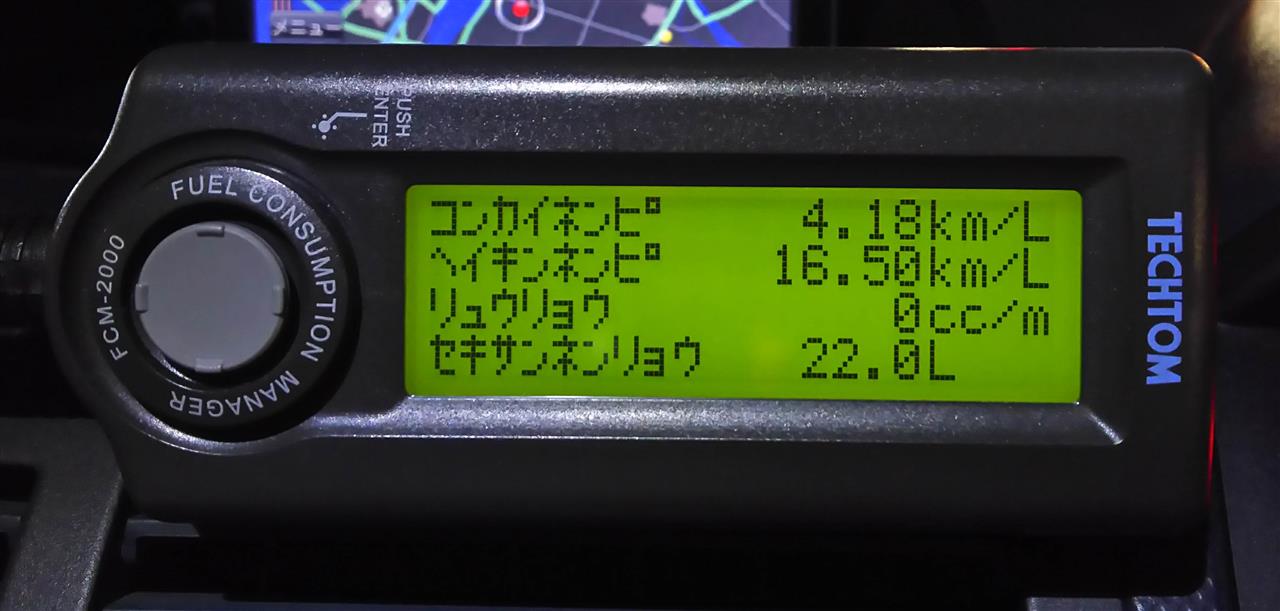 メニュー
PUSH
ENTER
FUEL CONSUMPTION MANAGER
FCM-2000
コンカイネンピ 4.18km/L
ヘイキンネンピ 16.50km/L
リュウリョウ 0cc/m
セキサンネンリョウ 22.0L
TECHTOM